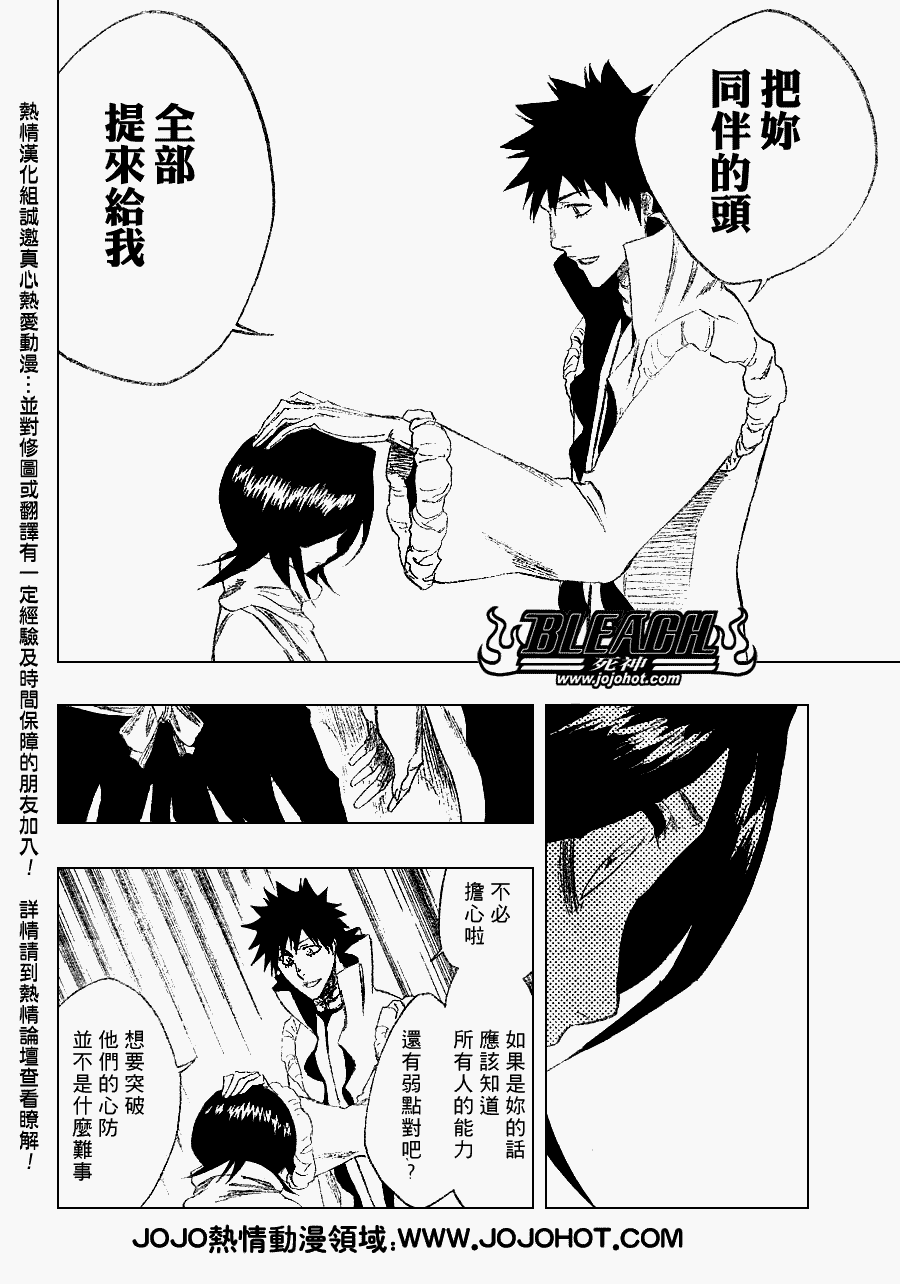 把妳
同伴的頭
全部
提來給我
BLEACH
死神
www.jojohot.com
不必
擔心啦
如果是妳的話
應該知道
所有人的能力
還有弱點對吧?
想要突破
他們的心防
並不是什麼難事
熱情漢化組誠邀真心熱愛動漫…並對修圖或翻譯有一定經驗及時間保障的朋友加入! 詳情請到熱情論壇查看瞭解!
JOJO熱情動漫領域:WWW.JOJOHOT.COM